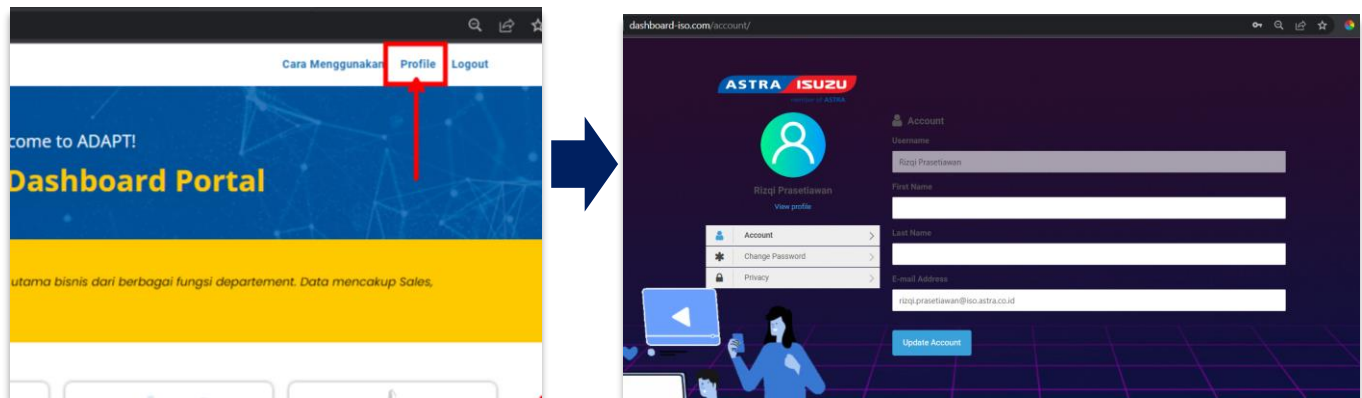 Cara Menggunakan Profile Logout
come to ADAPT!
Dashboard Portal
utama bisnis dari berbagai fungsi departement. Data mencakup Sales,
dashboard-iso.com/account/
ASTRA ISUZU
member of ASTRA
Rizqi Prasetiawan
View profile
Account
Change Password
Privacy
Account
Username
Rizqi Prasetiawan
First Name
Last Name
E-mail Address
rizqi.prasetiawan@iso.astra.co.id
Update Account